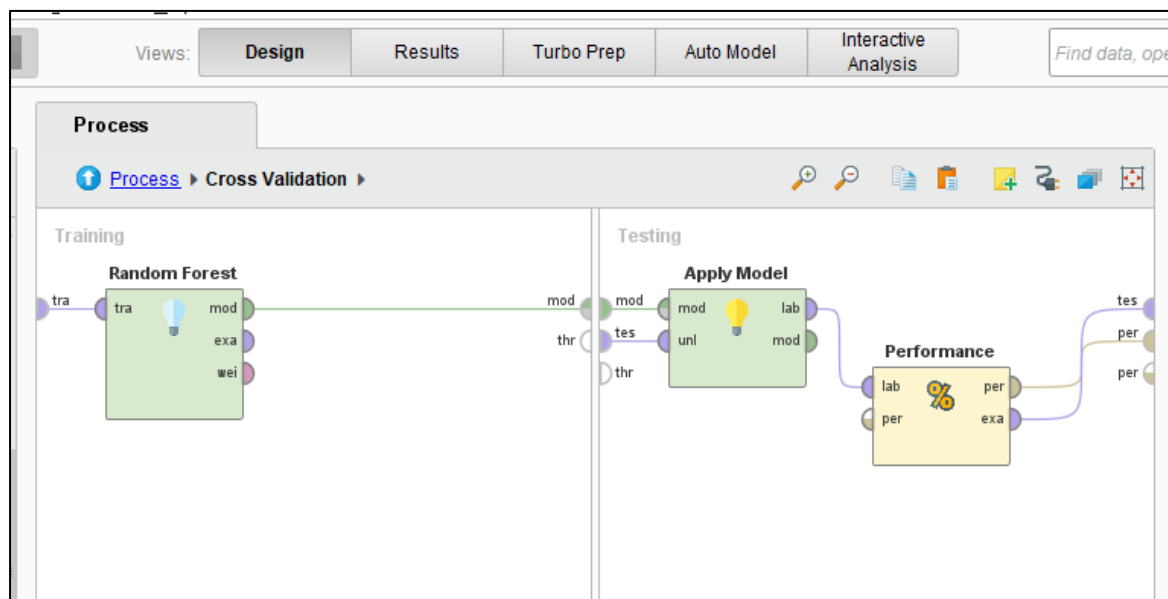 Views:
Design
Results
Turbo Prep
Auto Model
Interactive
Analysis
Find data, ope
Process
Process
Cross Validation
Training
Random Forest
tra
tra
mod
exa
wei
mod
thr
Testing
Apply Model
mod
tes
thr
mod
unl
lab
mod
Performance
lab
per
%
per
exa
tes
per
per